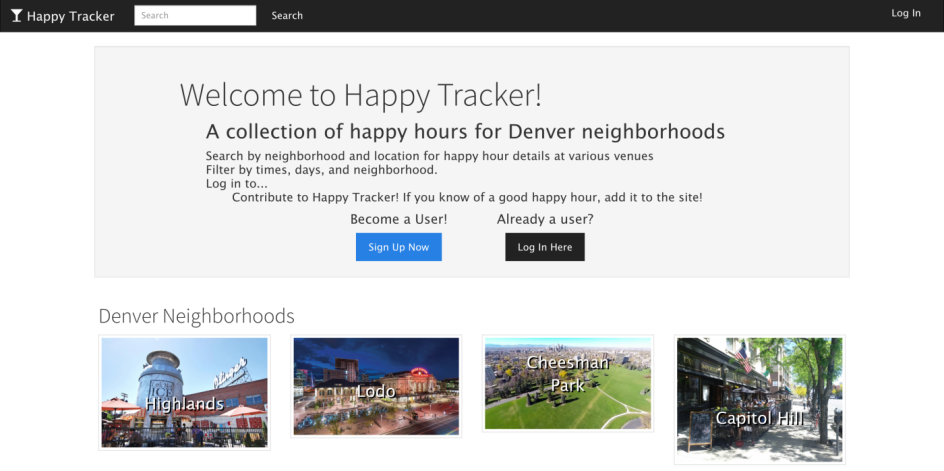 Happy Tracker Search Search Log In
Welcome to Happy Tracker!
A collection of happy hours for Denver neighborhoods
Search by neighborhood and location for happy hour details at various venues
Filter by times, days, and neighborhood.
Log in to...
Contribute to Happy Tracker! If you know of a good happy hour, add it to the site!
Become a User! Already a user?
Sign Up Now Log In Here
Denver Neighborhoods
Highlands
Lodo
Cheesman
Park
Capitol Hill